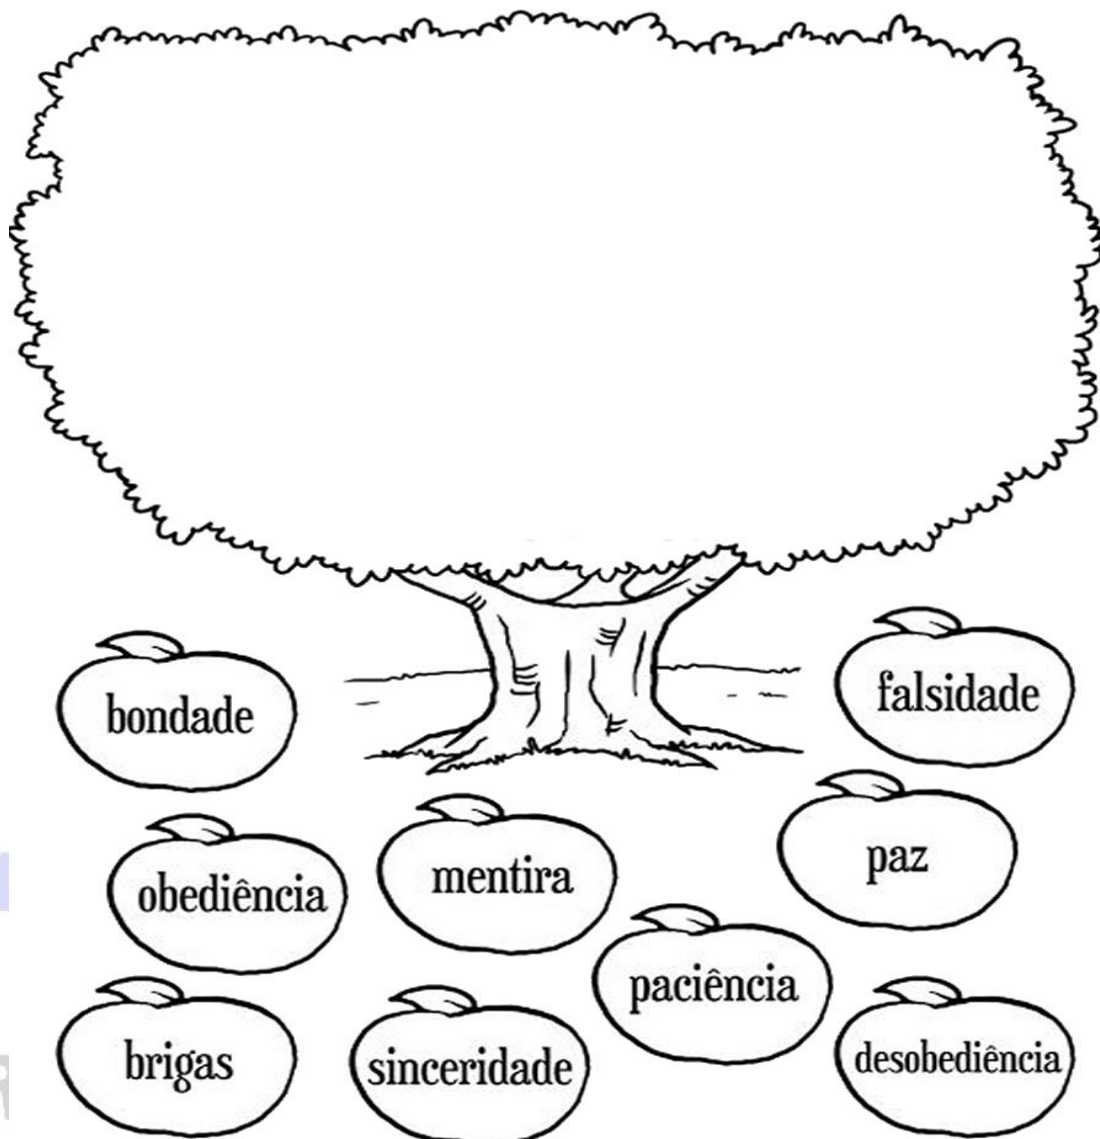 bondade
falsidade
obediência
mentira
paz
paciência
brigas
sinceridade
desobediência